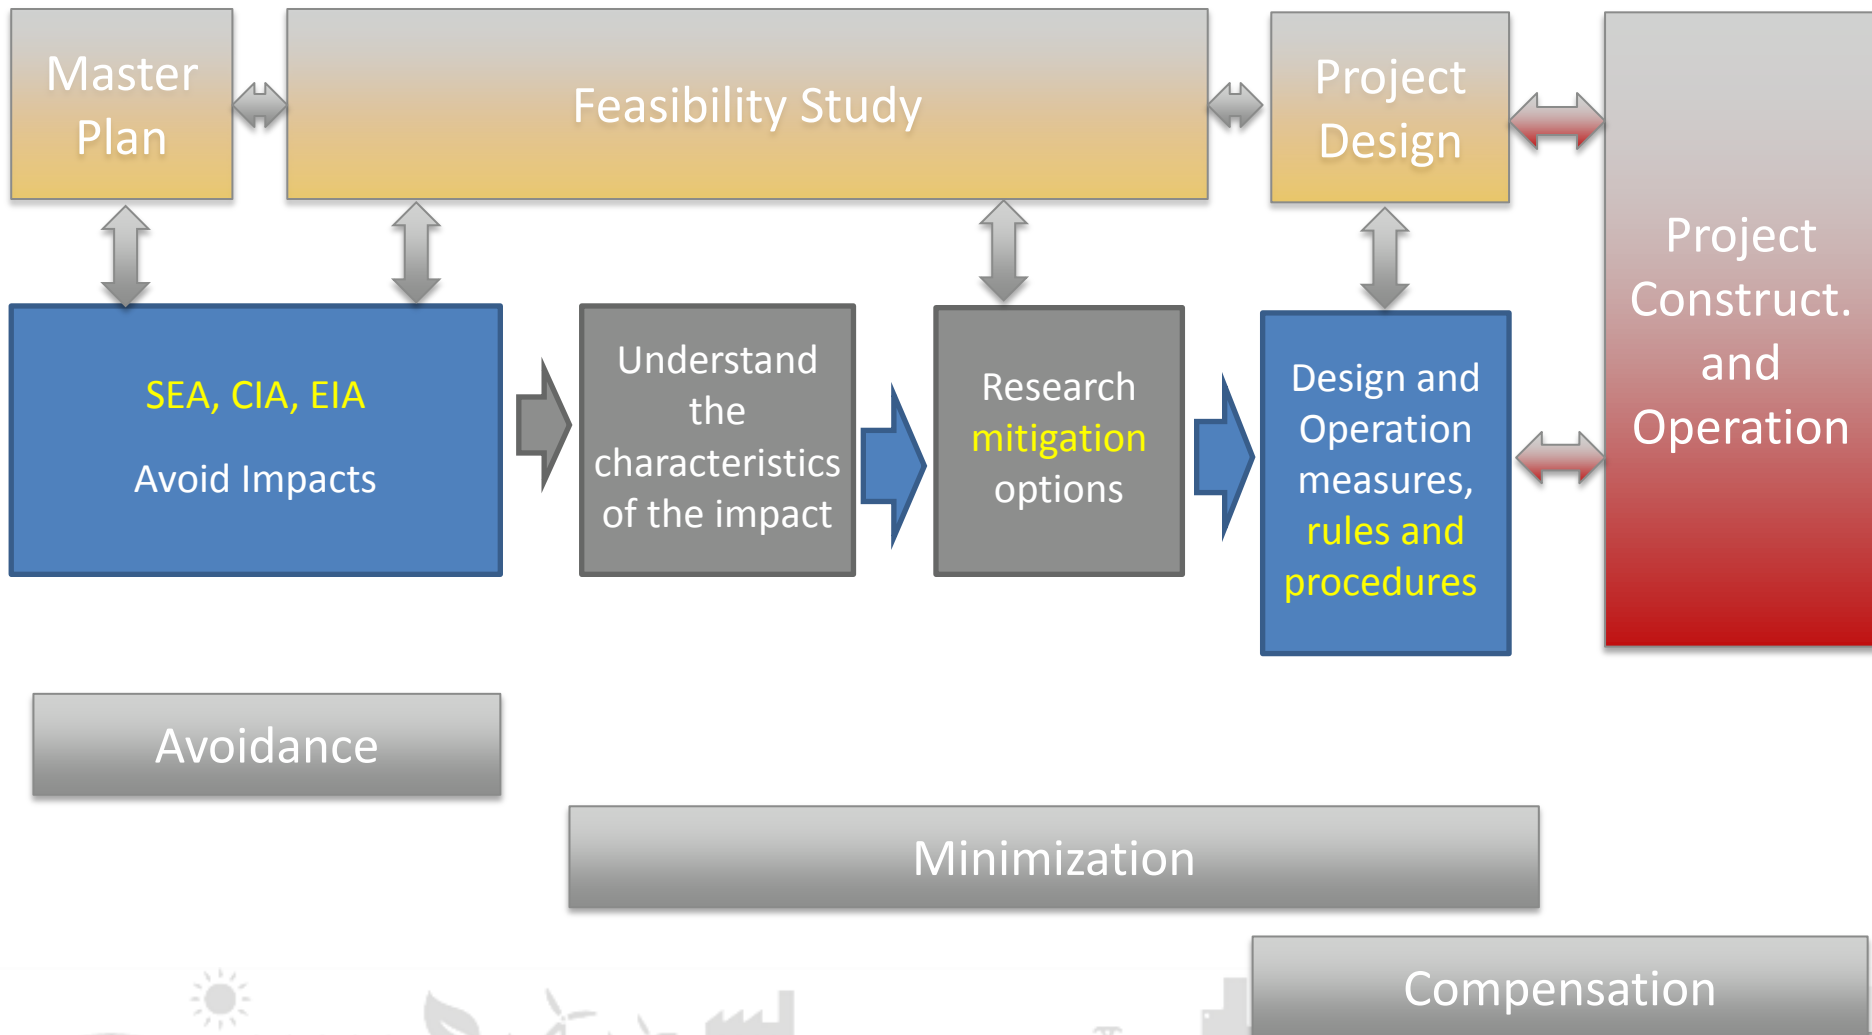 Master
Plan
Feasibility Study
Project
Design
Project
Construct.
and
Operation
SEA, CIA, EIA
Avoid Impacts
Understand
the
characteristics
of the impact
Research
mitigation
options
Design and
Operation
measures,
rules and
procedures
Avoidance
Minimization
Compensation